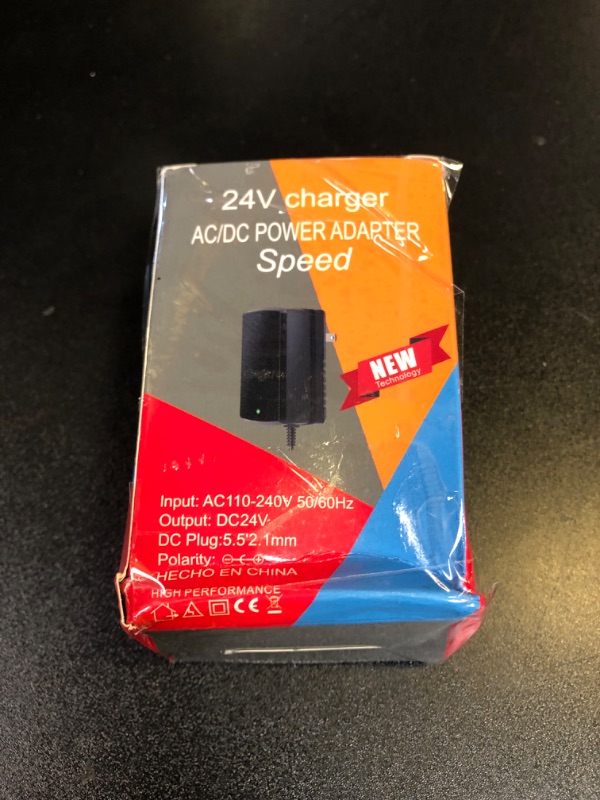 24V charger
AC/DC POWER ADAPTER
Speed
NEW
Technology
Input: AC110-240V 50/60Hz
Output: DC24V
DC Plug:5.5'2.1mm
Polarity:
HECHO EN CHINA
HIGH PERFORMANCE
CE